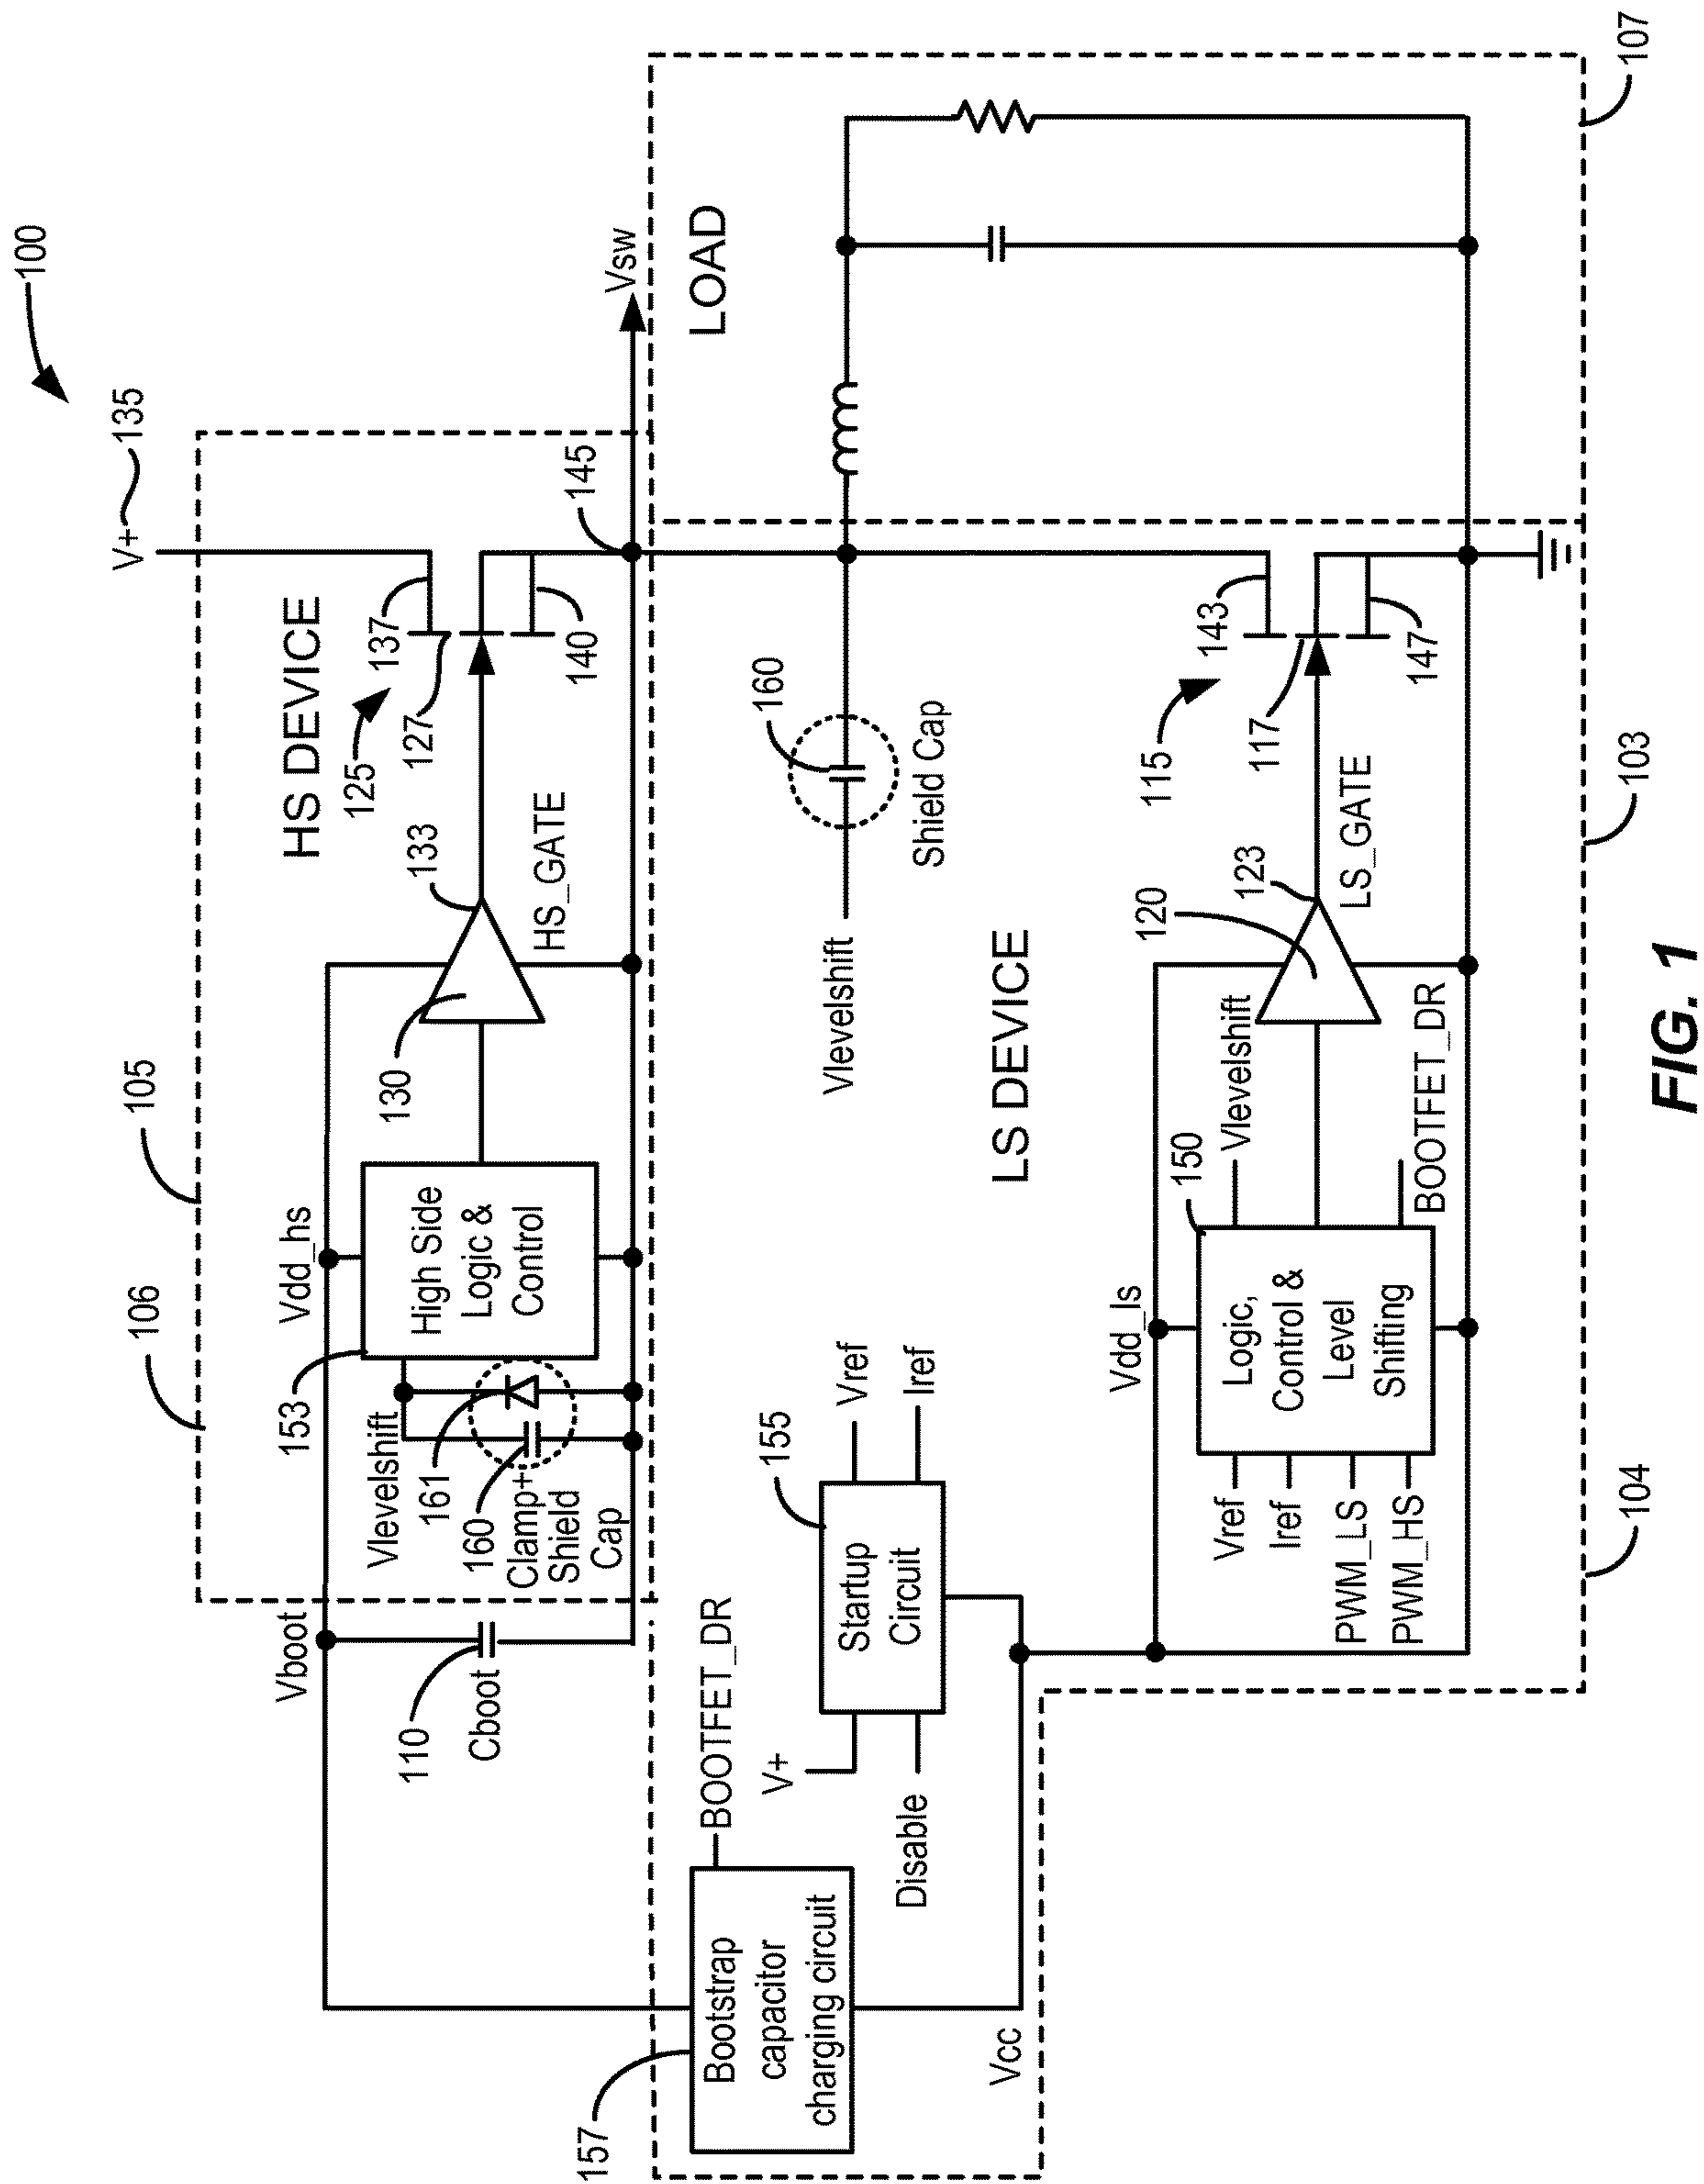 100
V+
135
105
106
HS DEVICE
125
137
127
140
145
Vsw
133
HS_GATE
130
Vdd_hs
High Side
Logic &
Control
153
Vlevelshift
161
160
Clamp+
Shield
Cap
Vboot
110
Cboot
LOAD
107
160
Shield Cap
Vlevelshift
LS DEVICE
115
143
117
147
123
120
LS_GATE
Vdd_ls
150
Vlevelshift
BOOTFET_DR
Logic,
Control &
Level
Shifting
Vref
Iref
PWM_LS
PWM_HS
155
Startup
Circuit
Vref
Iref
V+
Disable
BOOTFET_DR
Bootstrap
capacitor
charging circuit
157
Vcc
103
104
FIG. 1